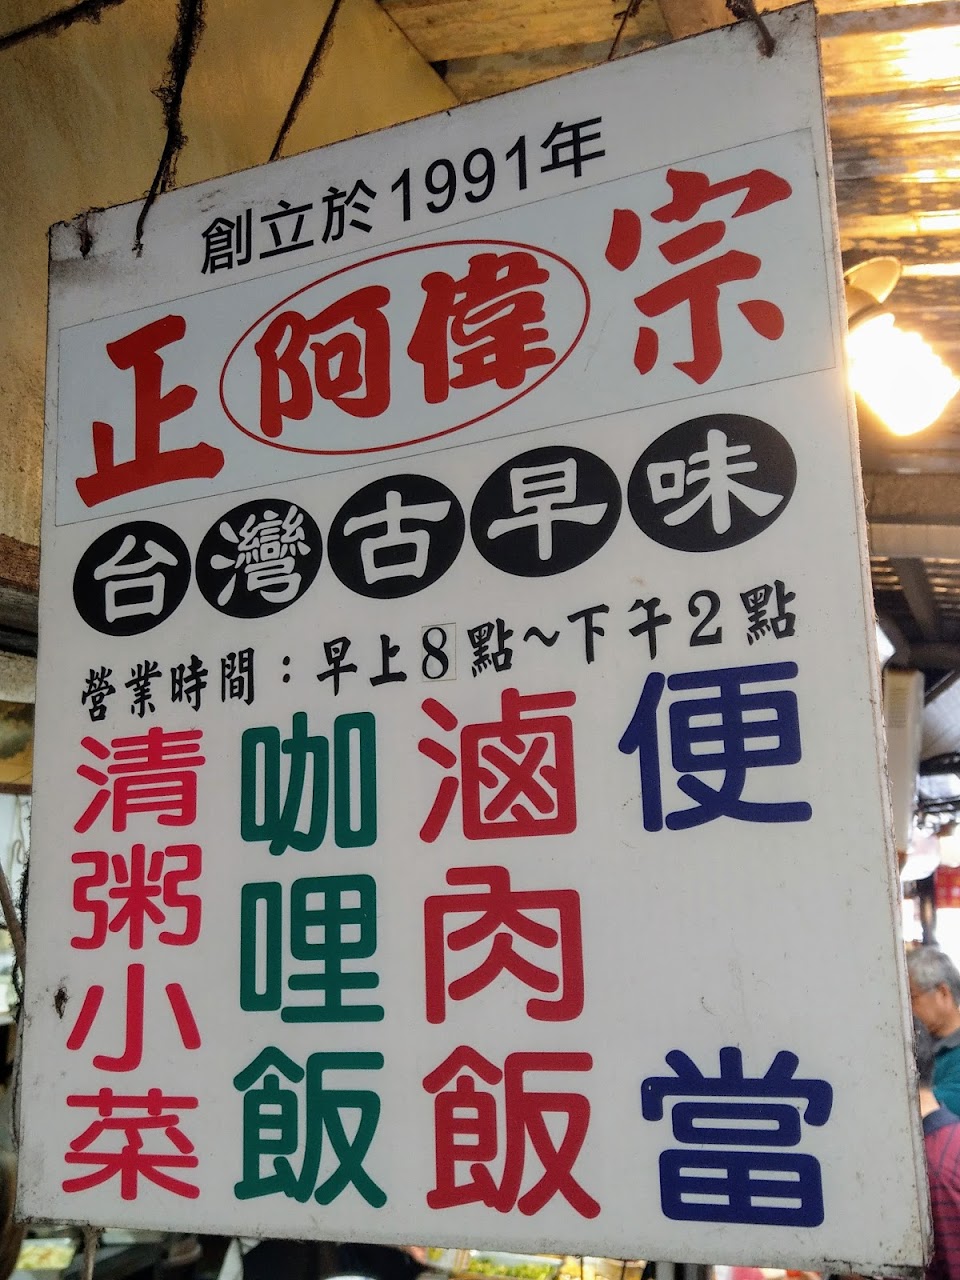 創立於1991年
正阿偉宗
台灣古早味
營業時間：早上8點～下午2點
便當
滷肉飯
咖哩飯
清粥小菜